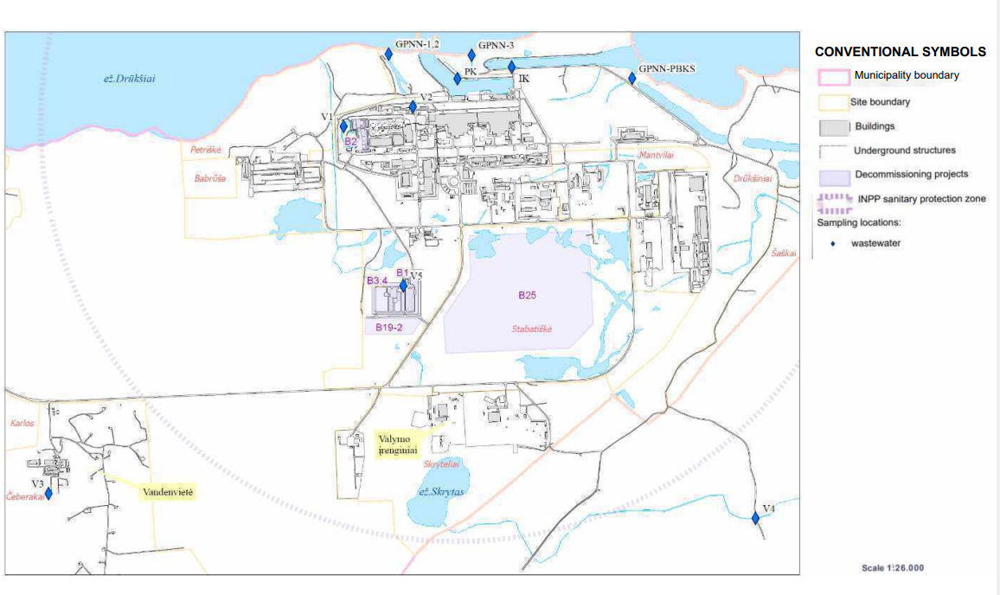 GPNN-1,2
GPNN-3
GPNN-PBKS
PK
IK
ež.Drūkšiai
V2
V1
B2
Petriškė
Babrūša
Mantvilai
Drūkšiniai
Šaškai
B1
V5
B3,4
B19-2
B25
Stabatiškė
Karlos
Valymo
įrenginiai
Skryteliai
V3
Čeberakai
Vandenvietė
ež.Skrytas
V4
CONVENTIONAL SYMBOLS
Municipality boundary
Site boundary
Buildings
Underground structures
Decommissioning projects
INPP sanitary protection zone
Sampling locations:
wastewater
Scale 1:26.000